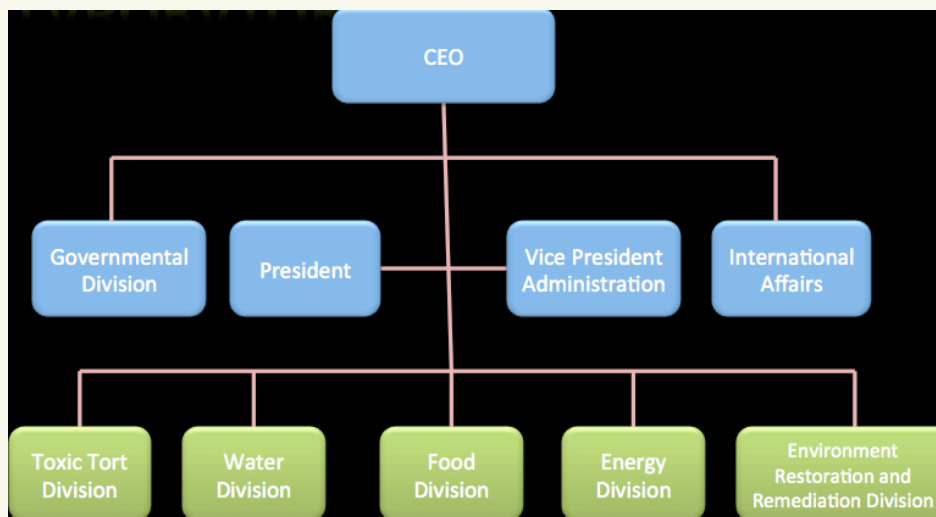 CEO
Governmental
Division
President
Vice President
Administration
International
Affairs
Toxic Tort
Division
Water
Division
Food
Division
Energy
Division
Environment
Restoration and
Remediation Division